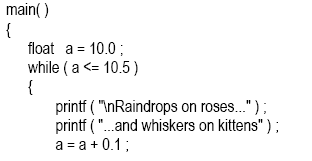 main( )
{
float a = 10.0 ;
while ( a <= 10.5 )
{
printf ( "\nRaindrops on roses..." ) ;
printf ( "...and whiskers on kittens" ) ;
a = a + 0.1 ;